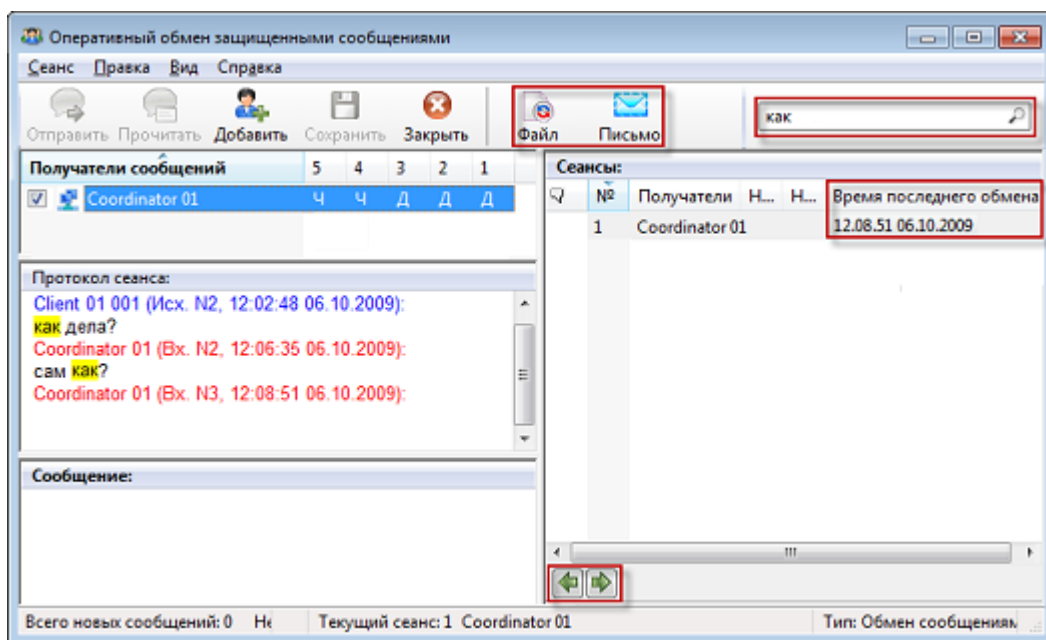 Оперативный обмен защищенными сообщениями
Сеанс Правка Вид Справка
Отправить Прочитать Добавить Сохранить Закрыть Файл Письмо
как
Получатели сообщений 5 4 3 2 1
Coordinator 01 Ч Ч Д Д Д
Сеансы:
№ Получатели Н... Н... Время последнего обмена
1 Coordinator 01 12.08.51 06.10.2009
Протокол сеанса:
Client 01 001 (Исх. N2, 12:02:48 06.10.2009):
как дела?
Coordinator 01 (Вх. N2, 12:06:35 06.10.2009):
сам как?
Coordinator 01 (Вх. N3, 12:08:51 06.10.2009):
Сообщение:
Всего новых сообщений: 0 Не Текущий сеанс: 1 Coordinator 01 Тип: Обмен сообщениям